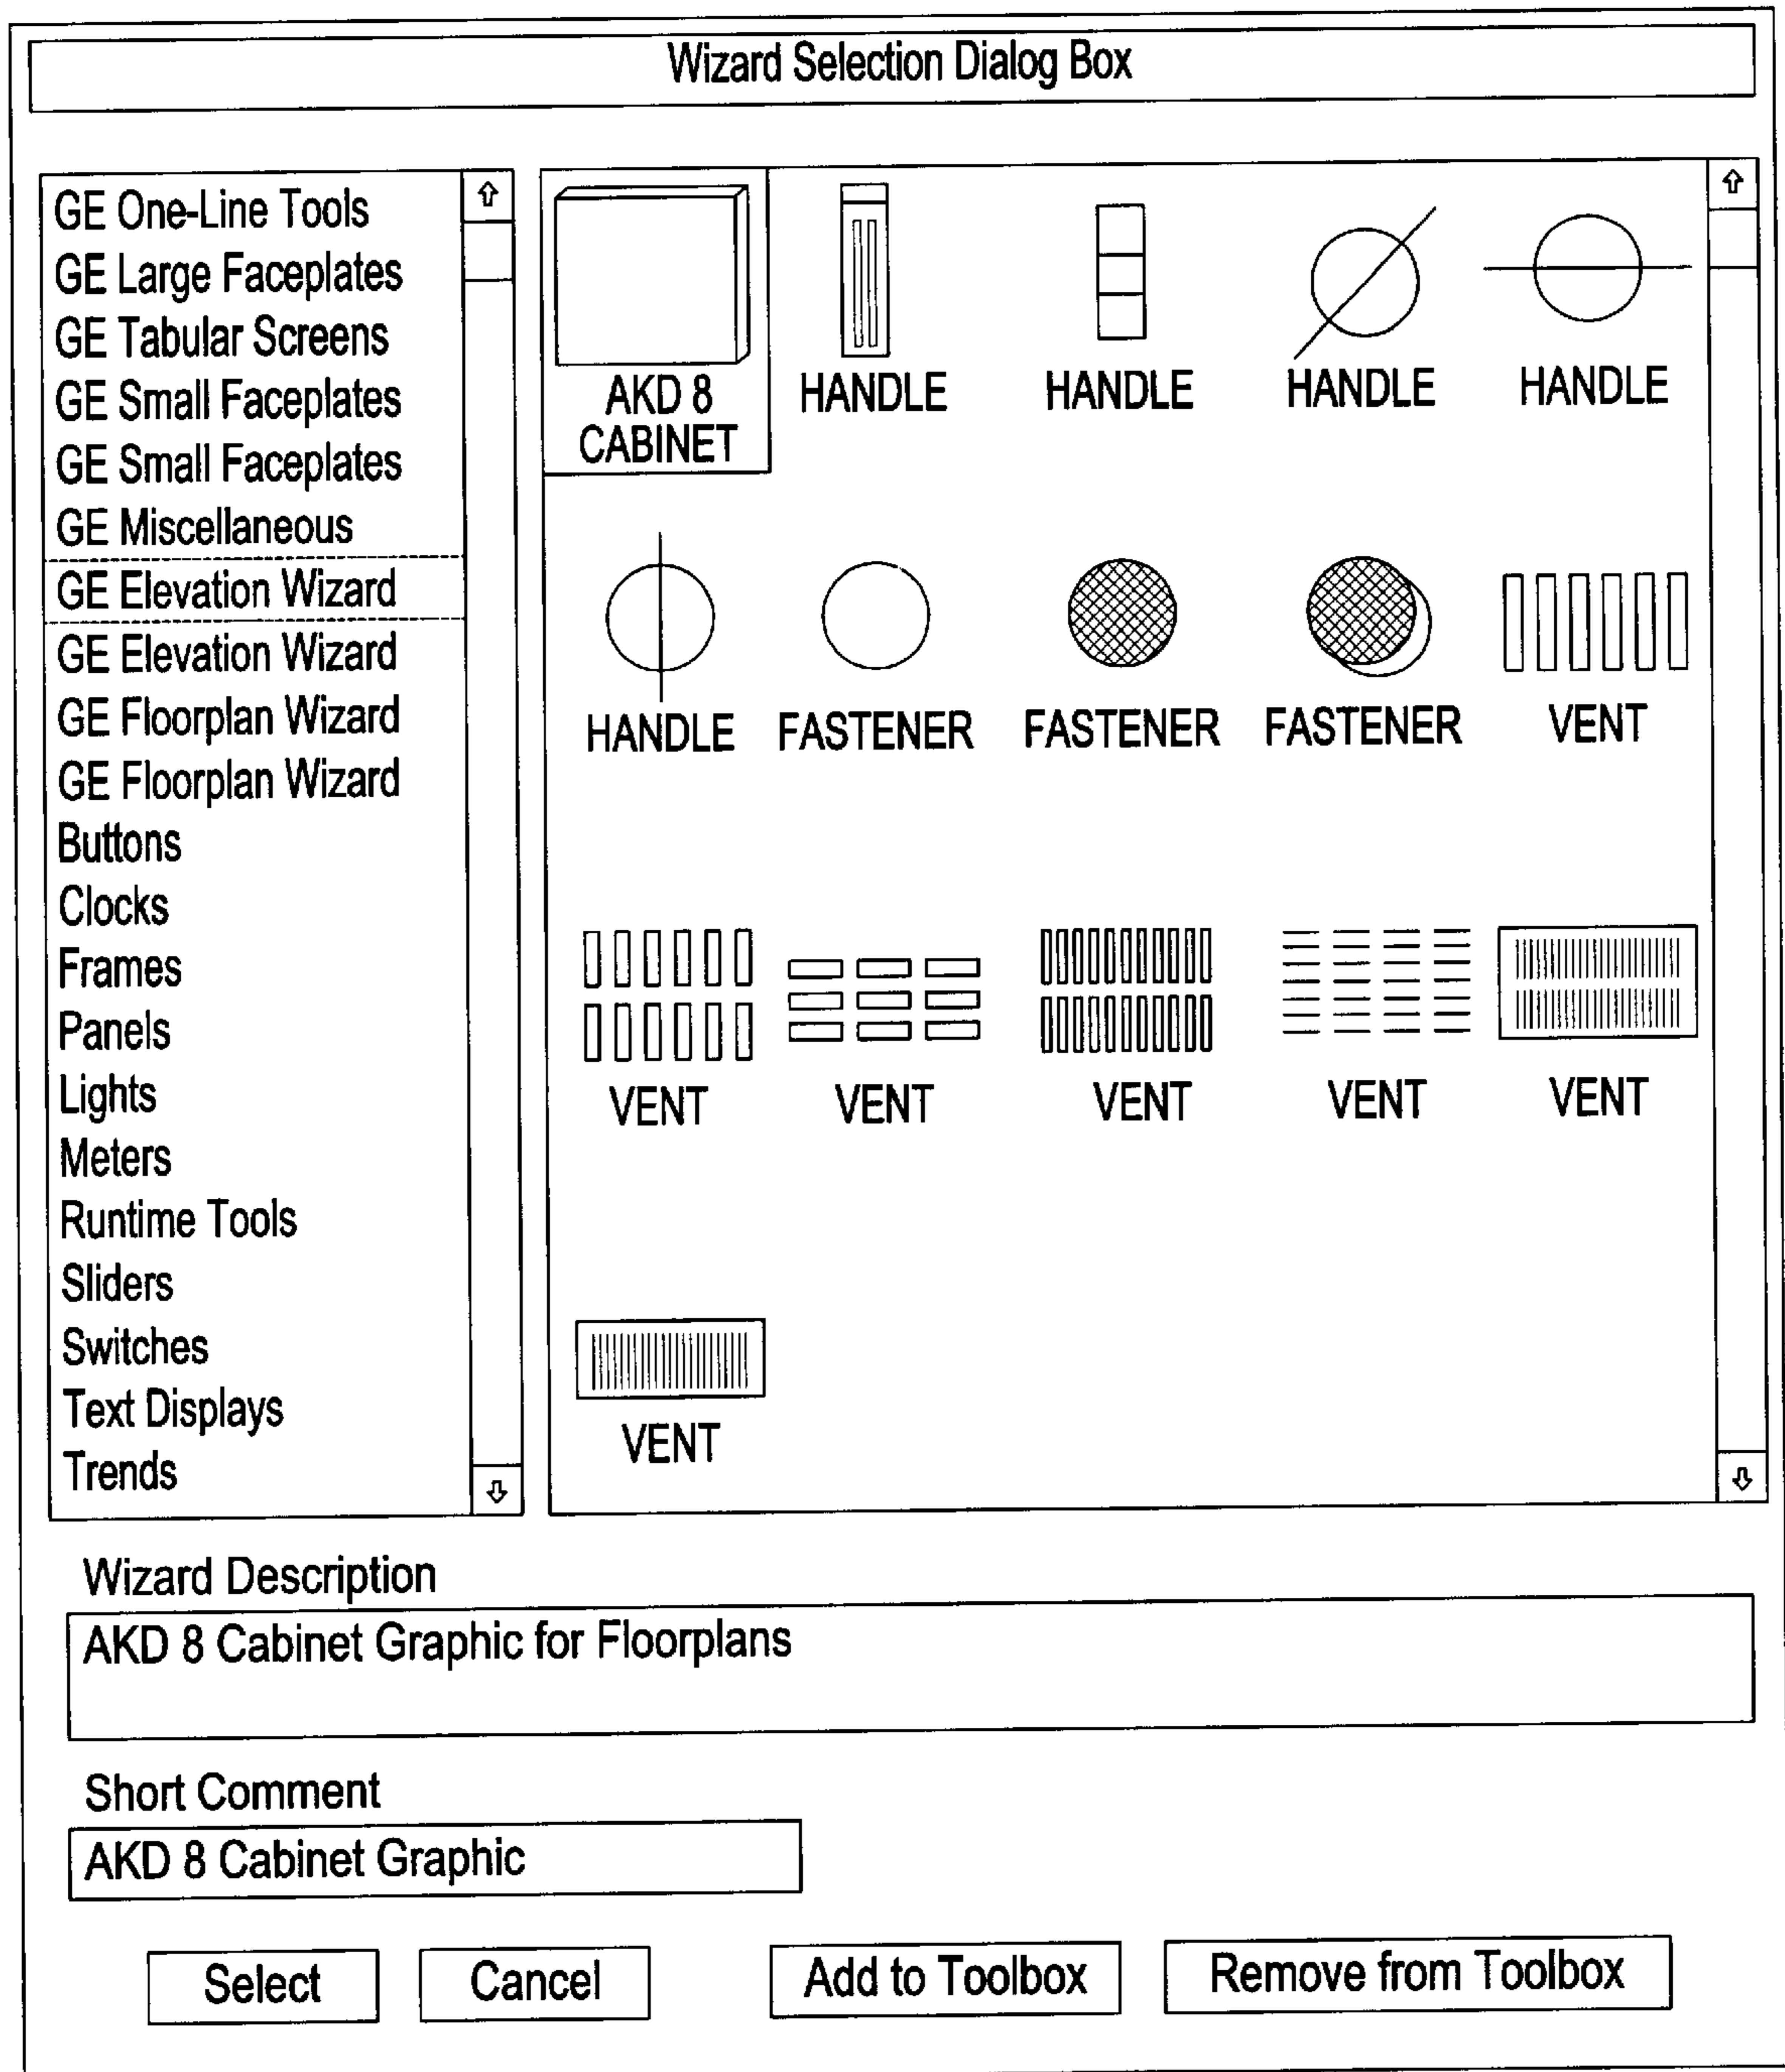 Wizard Selection Dialog Box
GE One-Line Tools
GE Large Faceplates
GE Tabular Screens
GE Small Faceplates
GE Small Faceplates
GE Miscellaneous
GE Elevation Wizard
GE Elevation Wizard
GE Floorplan Wizard
GE Floorplan Wizard
Buttons
Clocks
Frames
Panels
Lights
Meters
Runtime Tools
Sliders
Switches
Text Displays
Trends
AKD 8
CABINET
HANDLE
HANDLE
HANDLE
HANDLE
HANDLE
FASTENER
FASTENER
FASTENER
VENT
VENT
VENT
VENT
VENT
VENT
VENT
Wizard Description
AKD 8 Cabinet Graphic for Floorplans
Short Comment
AKD 8 Cabinet Graphic
Select
Cancel
Add to Toolbox
Remove from Toolbox